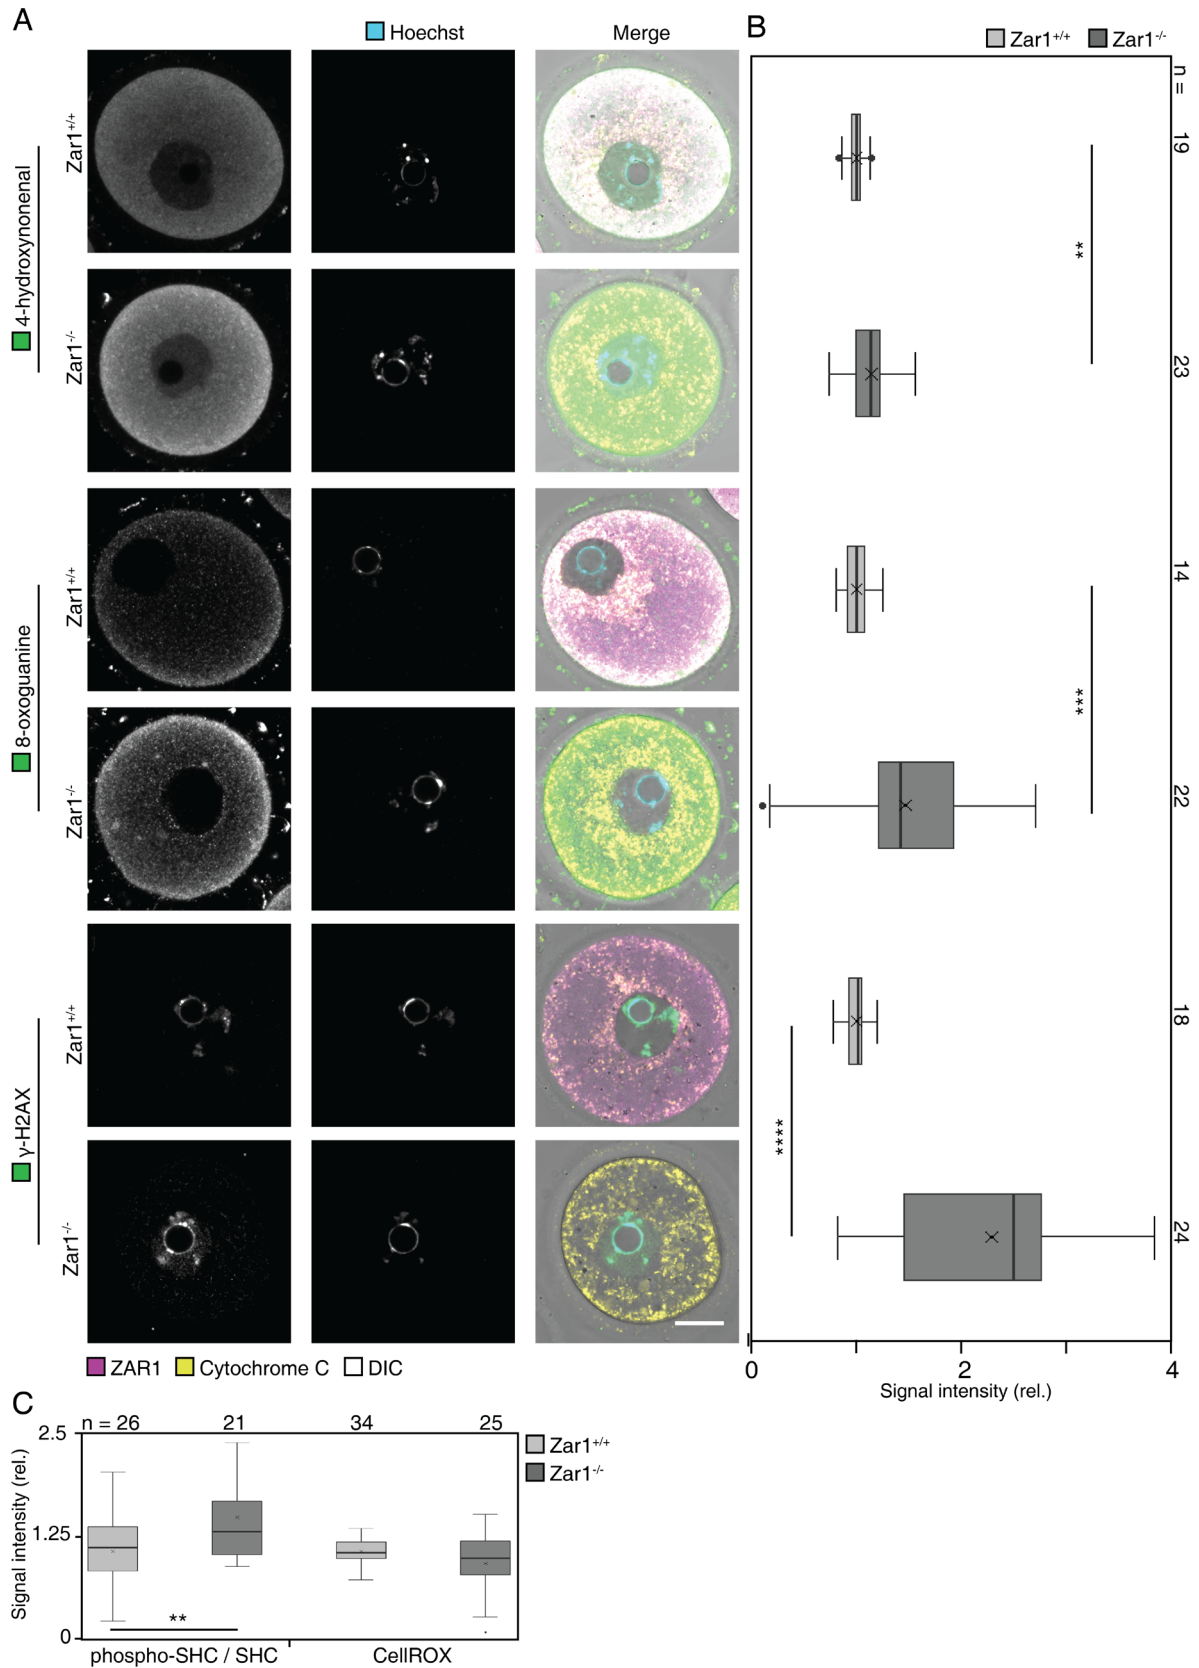 A
Hoechst
Merge
4-hydroxynonenal
Zar1+/+
Zar1-/-
8-oxoguanine
Zar1+/+
Zar1-/-
γ-H2AX
Zar1+/+
Zar1-/-
ZAR1 Cytochrome C DIC
B
Zar1+/+ Zar1-/-
n =
19
**
23
14
***
22
18
****
24
0 2 4
Signal intensity (rel.)
C
n = 26 21 34 25
Zar1+/+
Zar1-/-
Signal intensity (rel.)
2.5
1.25
0
**
phospho-SHC / SHC CellROX